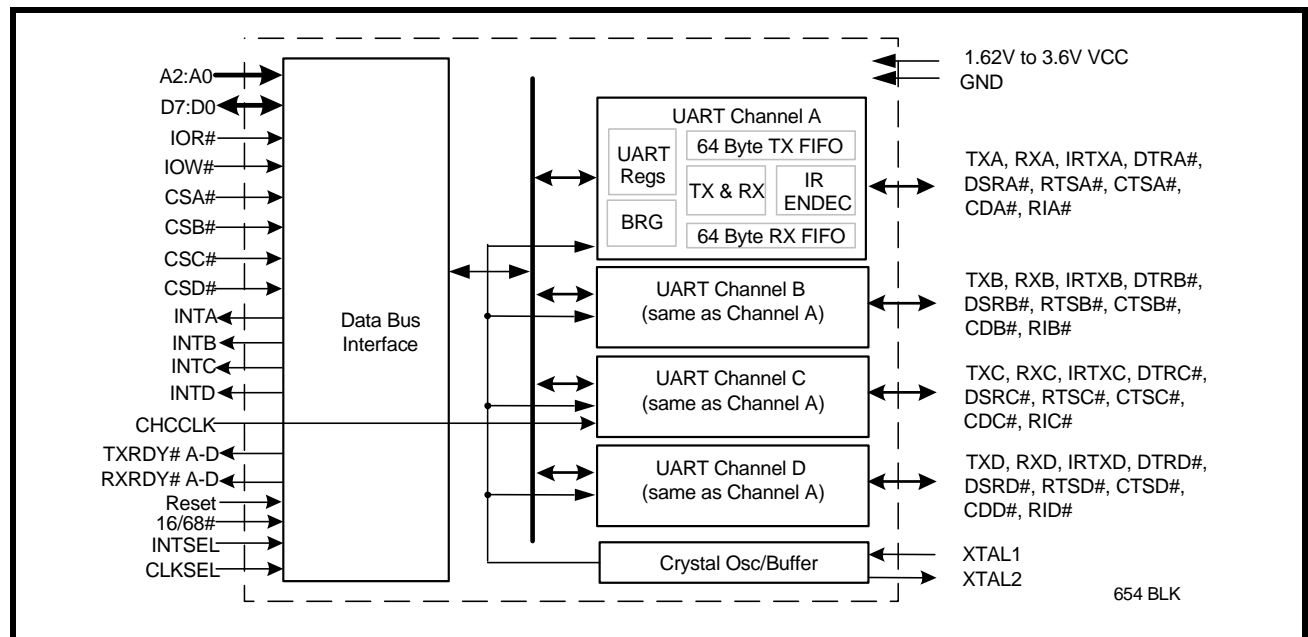 A2:A0
D7:D0
IOR#
IOW#
CSA#
CSB#
CSC#
CSD#
INTA
INTB
INTC
INTD
CHCCLK
TXRDY# A-D
RXRDY# A-D
Reset
16/68#
INTSEL
CLKSEL
Data Bus
Interface
UART Channel A
UART
Regs
BRG
64 Byte TX FIFO
TX & RX
IR
ENDEC
64 Byte RX FIFO
UART Channel B
(same as Channel A)
UART Channel C
(same as Channel A)
UART Channel D
(same as Channel A)
Crystal Osc/Buffer
1.62V to 3.6V VCC
GND
TXA, RXA, IRTXA, DTRA#,
DSRA#, RTSA#, CTSA#,
CDA#, RIA#
TXB, RXB, IRTXB, DTRB#,
DSRB#, RTSB#, CTSB#,
CDB#, RIB#
TXC, RXC, IRTXC, DTRC#,
DSRC#, RTSC#, CTSC#,
CDC#, RIC#
TXD, RXD, IRTXD, DTRD#,
DSRD#, RTSD#, CTSD#,
CDD#, RID#
XTAL1
XTAL2
654 BLK